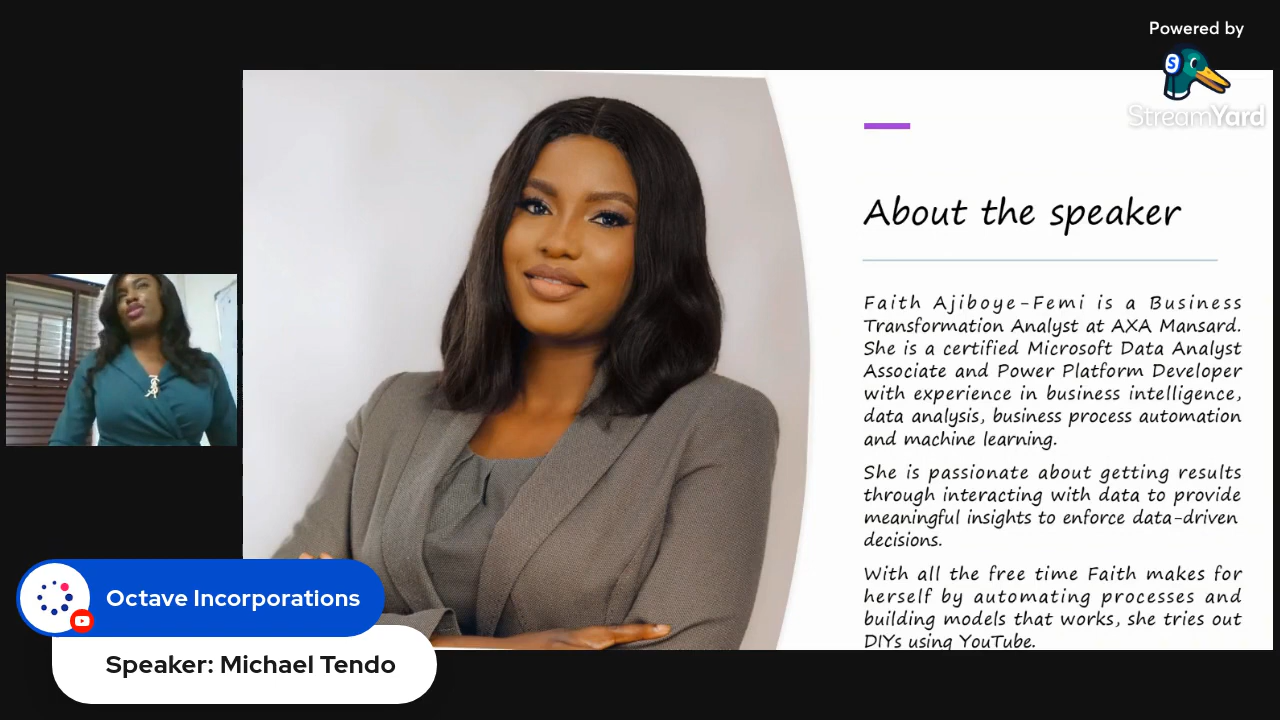 Powered by
StreamYard
About the speaker
Faith Ajiboye-Femi is a Business
Transformation Analyst at AXA Mansard.
She is a certified Microsoft Data Analyst
Associate and Power Platform Developer
with experience in business intelligence,
data analysis, business process automation
and machine learning.
She is passionate about getting results
through interacting with data to provide
meaningful insights to enforce data-driven
decisions.
With all the free time Faith makes for
herself by automating processes and
building models that works, she tries out
DIYs using YouTube.
Octave Incorporations
Speaker: Michael Tendo